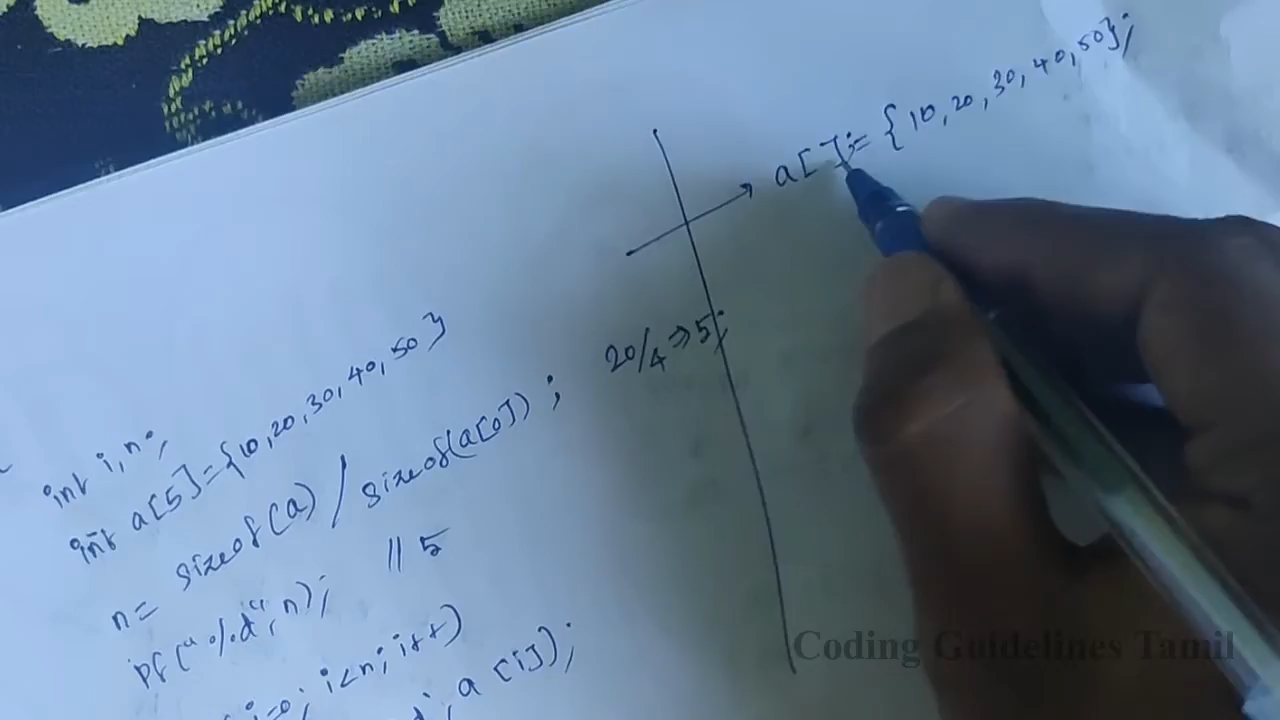 int i,n;
int a[5]={10,20,30,40,50}
n= sizeof(a)/sizeof(a[0]); 20/4⇒5;
pf("%d",n); //5
i=0; i<n; i++)
, a[i]);
a[ ]= {10,20,30,40,50};
Coding Guidelines Tamil